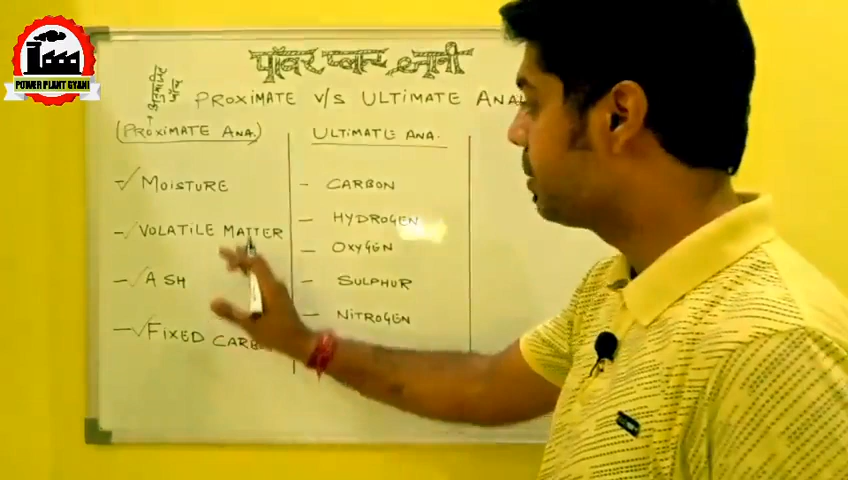 POWER PLANT GYANI
पॉवर प्लान्ट ज्ञानी
PROXIMATE V/S ULTIMATE ANA
(PROXIMATE ANA.)
✓ MOISTURE
- ✓ VOLATILE MATTER
- ✓ ASH
- ✓ FIXED CARB
ULTIMATE ANA.
- CARBON
- HYDROGEN
- OXYGEN
- SULPHUR
- NITROGEN